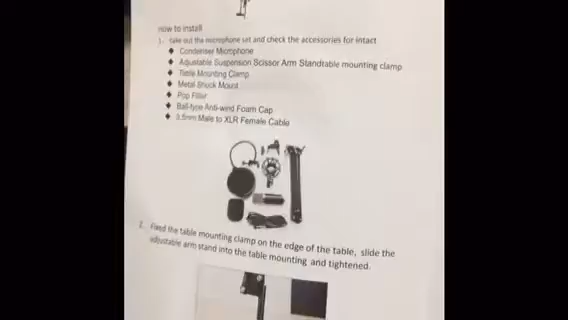 how to install
1. take out the microphone set and check the accessories for intact
◆ Condenser Microphone
◆ Adjustable Suspension Scissor Arm Standtable mounting clamp
◆ Table Mounting Clamp
◆ Metal Shock Mount
◆ Pop Filter
◆ Ball-type Anti-wind Foam Cap
◆ 3.5mm Male to XLR Female Cable
2. Fixed the table mounting clamp on the edge of the table, slide the
adjustable arm stand into the table mounting and tightened.